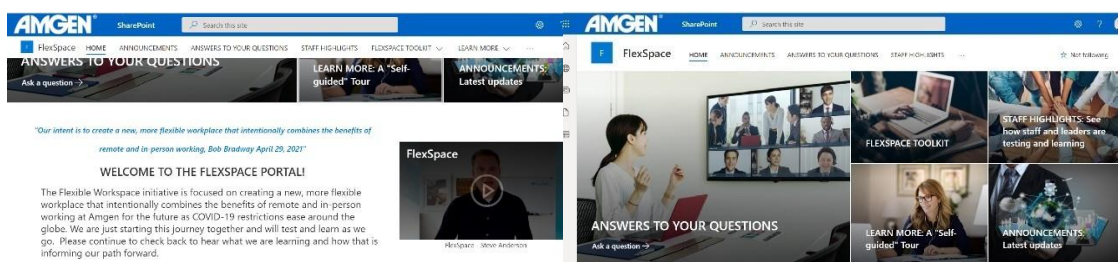 AMGEN® SharePoint Search this site
F FlexSpace HOME ANNOUNCEMENTS ANSWERS TO YOUR QUESTIONS STAFF HIGHLIGHTS FLEXSPACE TOOLKIT LEARN MORE ...
ANSWERS TO YOUR QUESTIONS
Ask a question →
LEARN MORE: A "Self-
guided" Tour
ANNOUNCEMENTS:
Latest updates
"Our intent is to create a new, more flexible workplace that intentionally combines the benefits of
remote and in-person working, Bob Bradway April 29, 2021"
WELCOME TO THE FLEXSPACE PORTAL!
The Flexible Workspace initiative is focused on creating a new, more flexible
workplace that intentionally combines the benefits of remote and in-person
working at Amgen for the future as COVID-19 restrictions ease around the
globe. We are just starting this journey together and will test and learn as we
go. Please continue to check back to hear what we are learning and how that is
informing our path forward.
FlexSpace
FlexSpace - Steve Anderson
AMGEN® SharePoint Search this site ?
F FlexSpace HOME ANNOUNCEMENTS ANSWERS TO YOUR QUESTIONS STAFF HIGHLIGHTS ... Not following
ANSWERS TO YOUR QUESTIONS
Ask a question →
FLEXSPACE TOOLKIT
STAFF HIGHLIGHTS: See
how staff and leaders are
testing and learning
LEARN MORE: A "Self-
guided" Tour
ANNOUNCEMENTS:
Latest updates